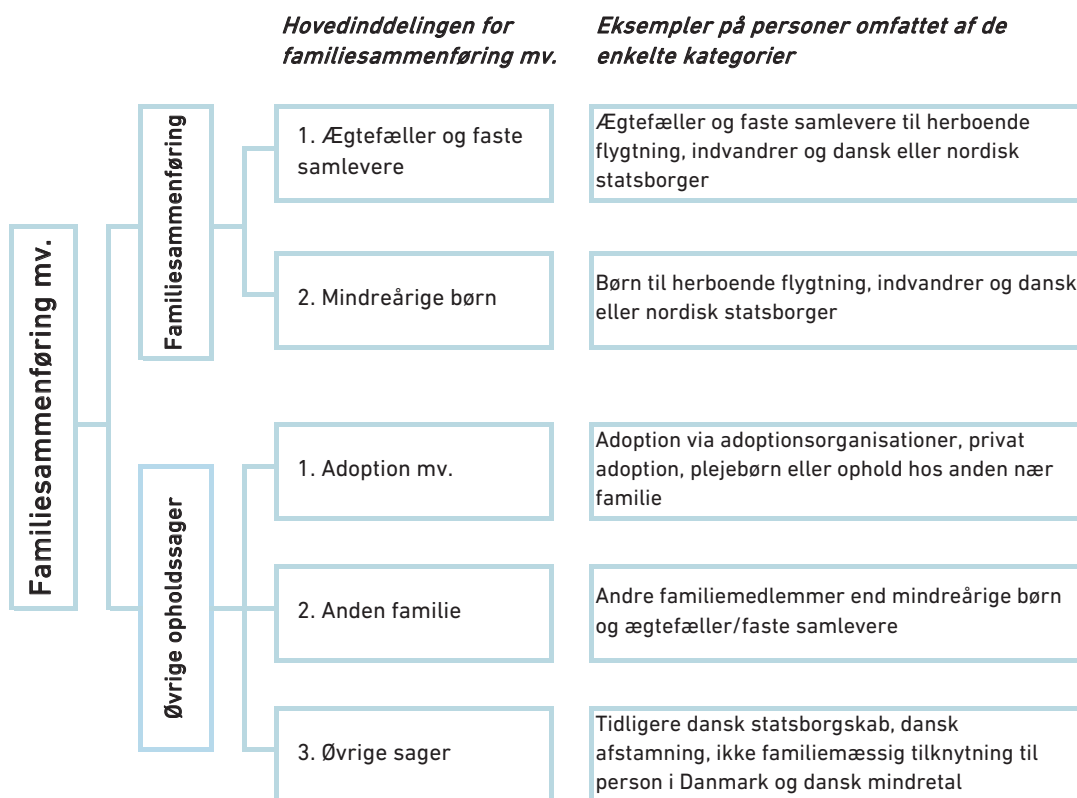 Hovedinddelingen for
familiesammenføring mv.
Eksempler på personer omfattet af de
enkelte kategorier
Familiesammenføring mv.
Familiesammenføring
1. Ægtefæller og faste
samlevere
Ægtefæller og faste samlevere til herboende
flygtning, indvandrer og dansk eller nordisk
statsborger
2. Mindreårige børn
Børn til herboende flygtning, indvandrer og dansk
eller nordisk statsborger
Øvrige opholdssager
1. Adoption mv.
Adoption via adoptionsorganisationer, privat
adoption, plejebørn eller ophold hos anden nær
familie
2. Anden familie
Andre familiemedlemmer end mindreårige børn
og ægtefæller/faste samlevere
3. Øvrige sager
Tidligere dansk statsborgskab, dansk
afstamning, ikke familiemæssig tilknytning til
person i Danmark og dansk mindretal